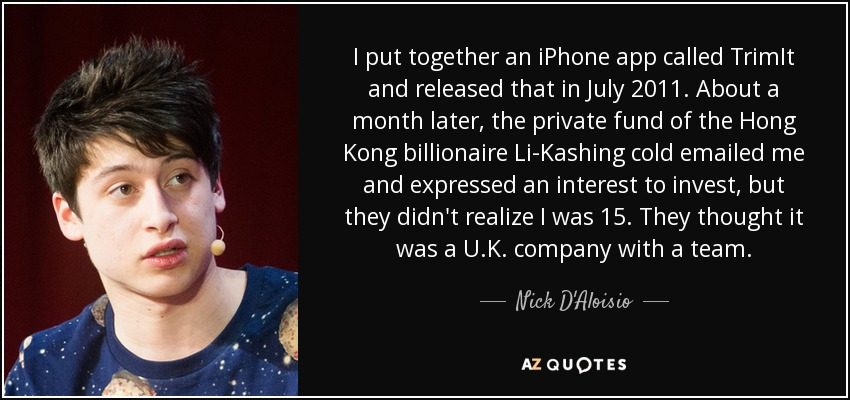 I put together an iPhone app called TrimIt
and released that in July 2011. About a
month later, the private fund of the Hong
Kong billionaire Li-Kashing cold emailed me
and expressed an interest to invest, but
they didn't realize I was 15. They thought it
was a U.K. company with a team.
Nick D'Aloisio
AZ QUOTES